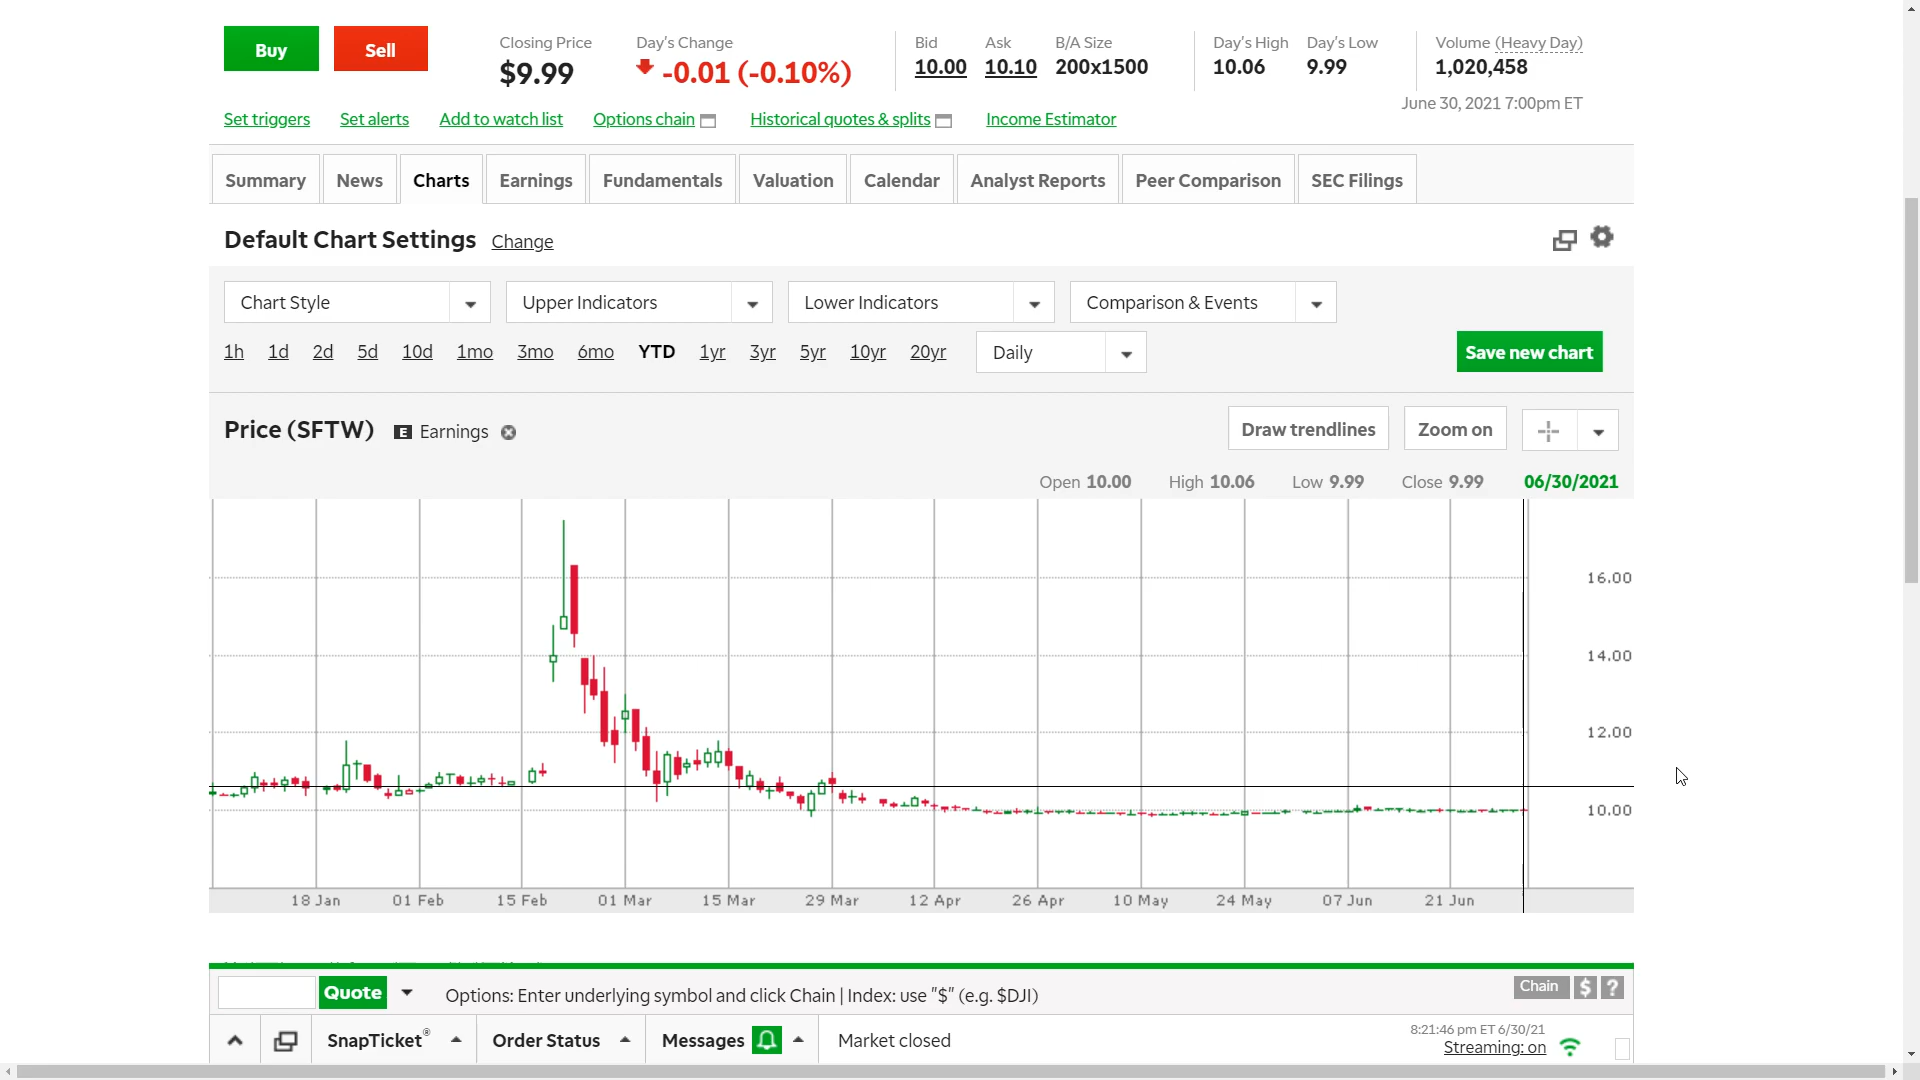 Buy Sell
Closing Price Day's Change Bid Ask B/A Size Day's High Day's Low Volume (Heavy Day)
$9.99 -0.01 (-0.10%) 10.00 10.10 200x1500 10.06 9.99 1,020,458
June 30, 2021 7:00pm ET
Set triggers Set alerts Add to watch list Options chain Historical quotes & splits Income Estimator
Summary News Charts Earnings Fundamentals Valuation Calendar Analyst Reports Peer Comparison SEC Filings
Default Chart Settings Change
Chart Style Upper Indicators Lower Indicators Comparison & Events
1h 1d 2d 5d 10d 1mo 3mo 6mo YTD 1yr 3yr 5yr 10yr 20yr Daily Save new chart
Price (SFTW) E Earnings Draw trendlines Zoom on
Open 10.00 High 10.06 Low 9.99 Close 9.99 06/30/2021
16.00
14.00
12.00
10.00
18 Jan 01 Feb 15 Feb 01 Mar 15 Mar 29 Mar 12 Apr 26 Apr 10 May 24 May 07 Jun 21 Jun
Quote Options: Enter underlying symbol and click Chain | Index: use "$" (e.g. $DJI) Chain $ ?
SnapTicket® Order Status Messages Market closed
8:21:46 pm ET 6/30/21
Streaming: on